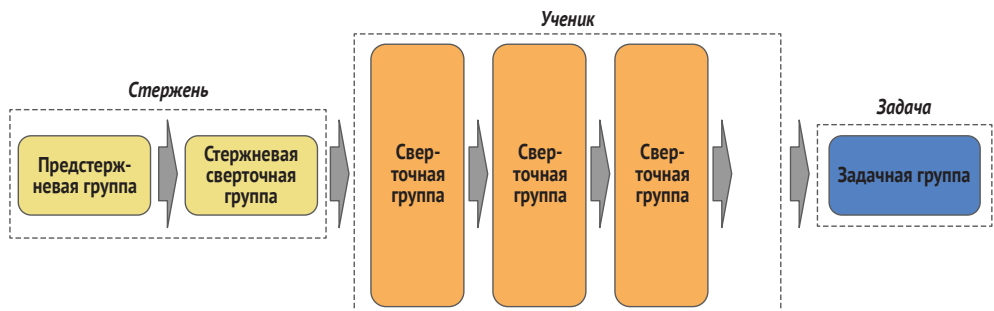 Ученик
Стержень
Задача
Предстерж-
невая группа
Стержневая
сверточная
группа
Свер-
точная
группа
Свер-
точная
группа
Свер-
точная
группа
Задачная группа